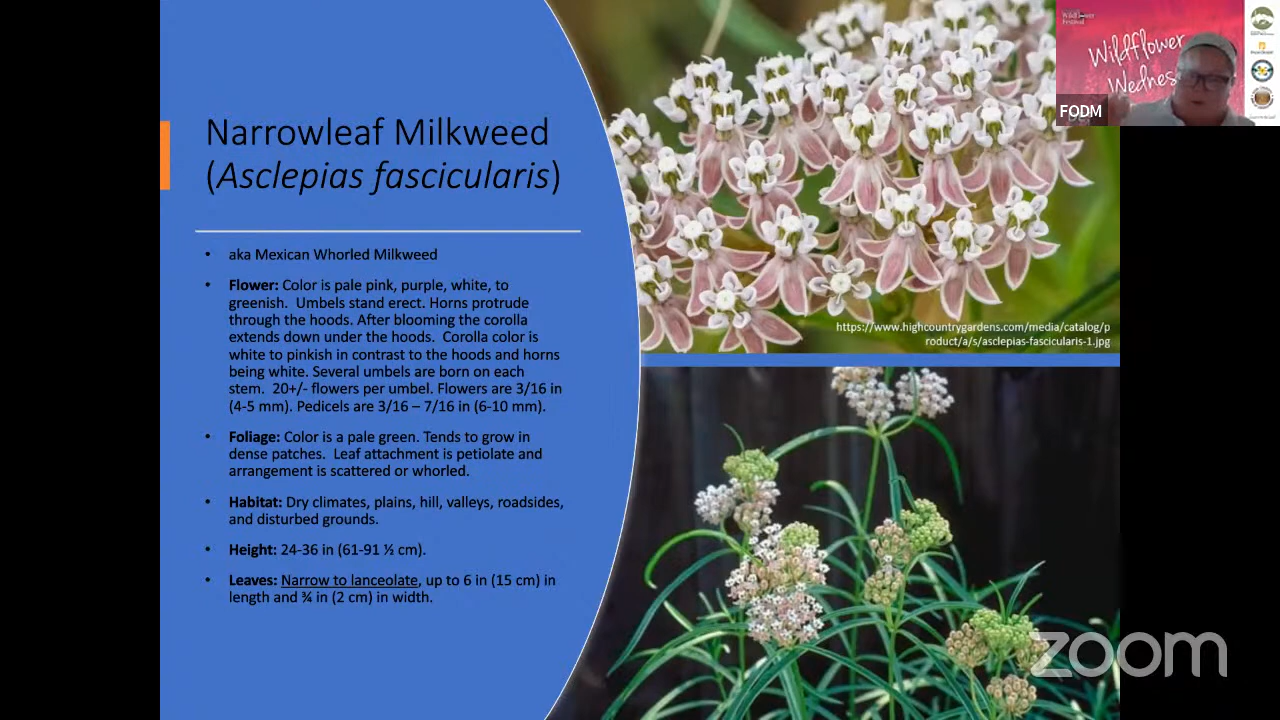 Narrowleaf Milkweed
(Asclepias fascicularis)
• aka Mexican Whorled Milkweed
• Flower: Color is pale pink, purple, white, to
greenish. Umbels stand erect. Horns protrude
through the hoods. After blooming the corolla
extends down under the hoods. Corolla color is
white to pinkish in contrast to the hoods and horns
being white. Several umbels are born on each
stem. 20+/- flowers per umbel. Flowers are 3/16 in
(4-5 mm). Pedicels are 3/16 – 7/16 in (6-10 mm).
• Foliage: Color is a pale green. Tends to grow in
dense patches. Leaf attachment is petiolate and
arrangement is scattered or whorled.
• Habitat: Dry climates, plains, hill, valleys, roadsides,
and disturbed grounds.
• Height: 24-36 in (61-91 ½ cm).
• Leaves: Narrow to lanceolate, up to 6 in (15 cm) in
length and ¾ in (2 cm) in width.
https://www.highcountrygardens.com/media/catalog/p
roduct/a/s/asclepias-fascicularis-1.jpg
Wildflower
Festival
Wildflower
Wednes
FODM
zoom